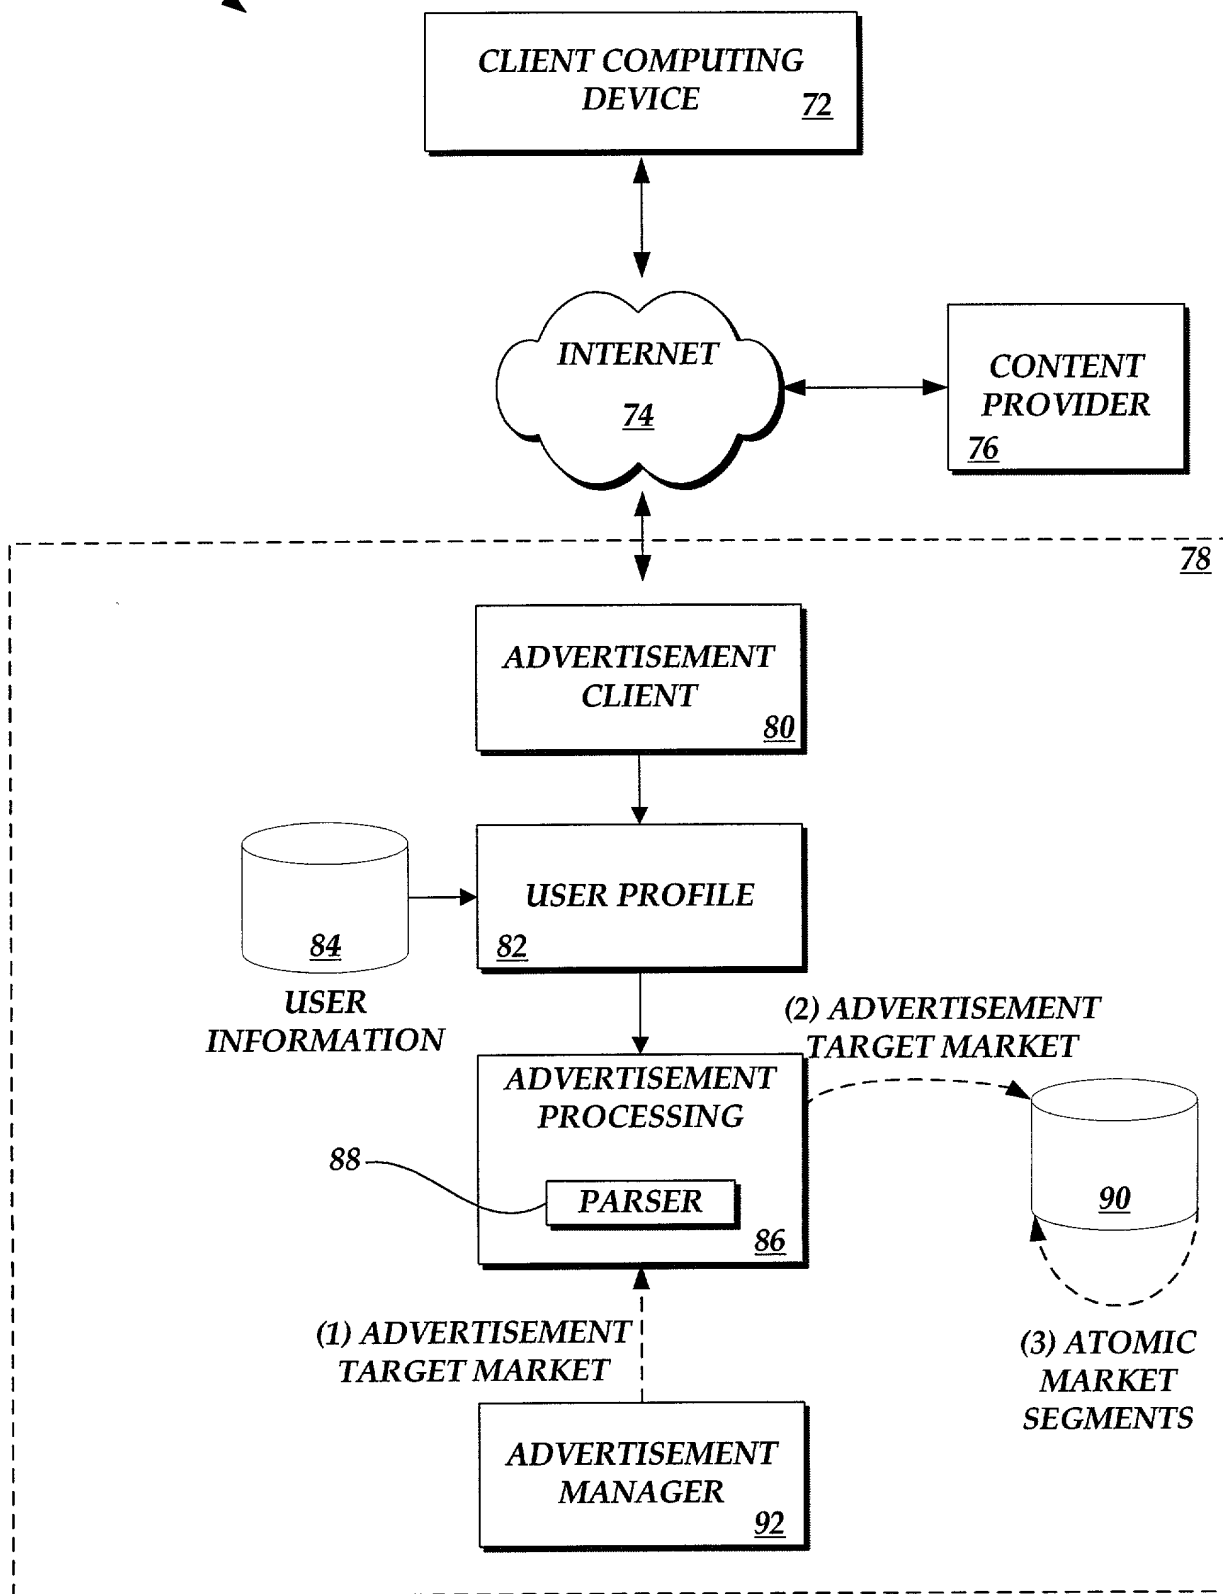 CLIENT COMPUTING
DEVICE
72
INTERNET
74
CONTENT
PROVIDER
76
78
ADVERTISEMENT
CLIENT
80
USER PROFILE
82
84
USER
INFORMATION
(2) ADVERTISEMENT
TARGET MARKET
ADVERTISEMENT
PROCESSING
88
PARSER
86
90
(1) ADVERTISEMENT
TARGET MARKET
(3) ATOMIC
MARKET
SEGMENTS
ADVERTISEMENT
MANAGER
92